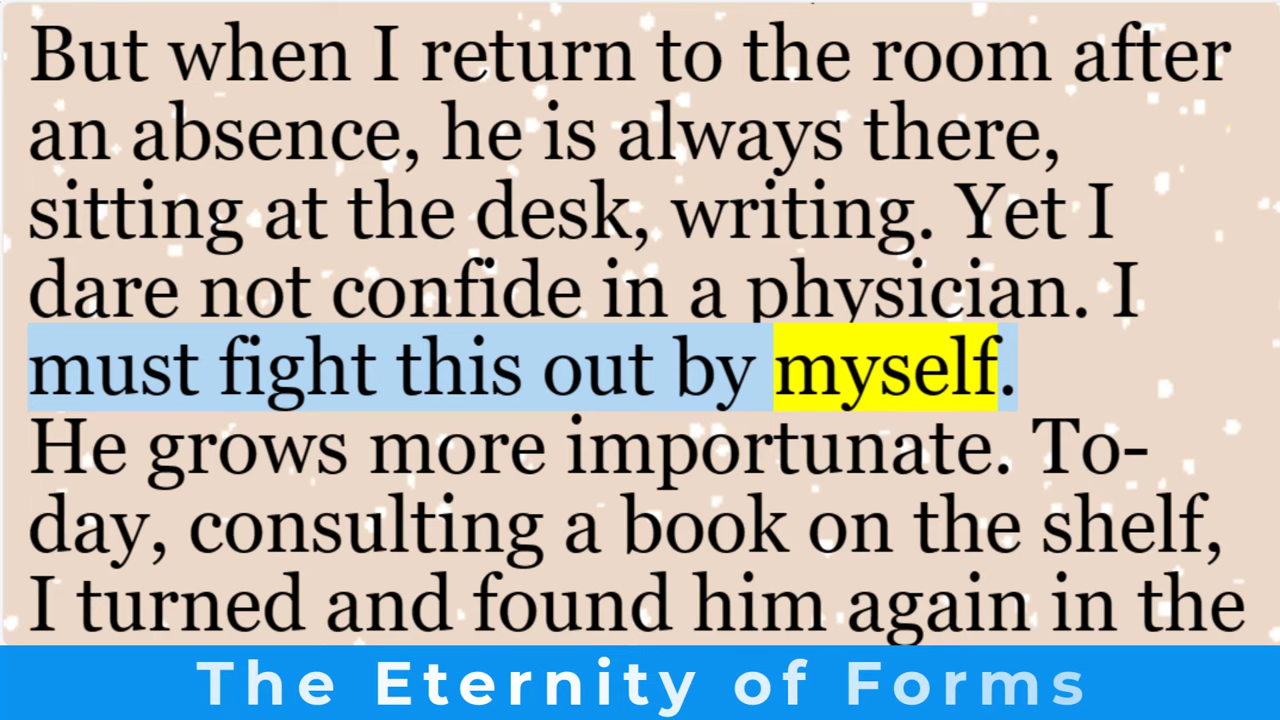 But when I return to the room after
an absence, he is always there,
sitting at the desk, writing. Yet I
dare not confide in a physician. I
must fight this out by myself.
He grows more importunate. To-
day, consulting a book on the shelf,
I turned and found him again in the
The Eternity of Forms